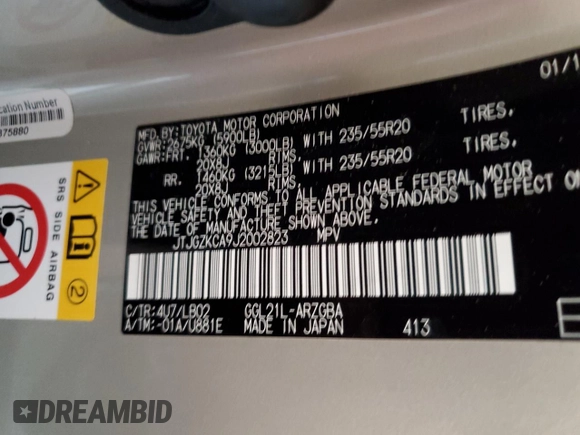 cation Number
875880
SRS SIDE AIRBAG
2
01/1
MFD.BY:TOYOTA MOTOR CORPORATION
GVWR:2675KG (5900LB)
GAWR:FRT. 1360KG (3000LB) WITH 235/55R20 TIRES,
20X8J RIMS
RR. 1460KG (3215LB) WITH 235/55R20 TIRES,
20X8J RIMS
THIS VEHICLE CONFORMS TO ALL APPLICABLE FEDERAL MOTOR
VEHICLE SAFETY AND STANDARDS IN EFFECT ON
THE DATE OF MANUFACTURE SHOWN ABOVE.
JTJGZKCA9J2002823 MPV
C/TR:4U7/LB02 GGL21L-ARZGBA
A/TM:-01A/U881E MADE IN JAPAN 413
DREAMBID